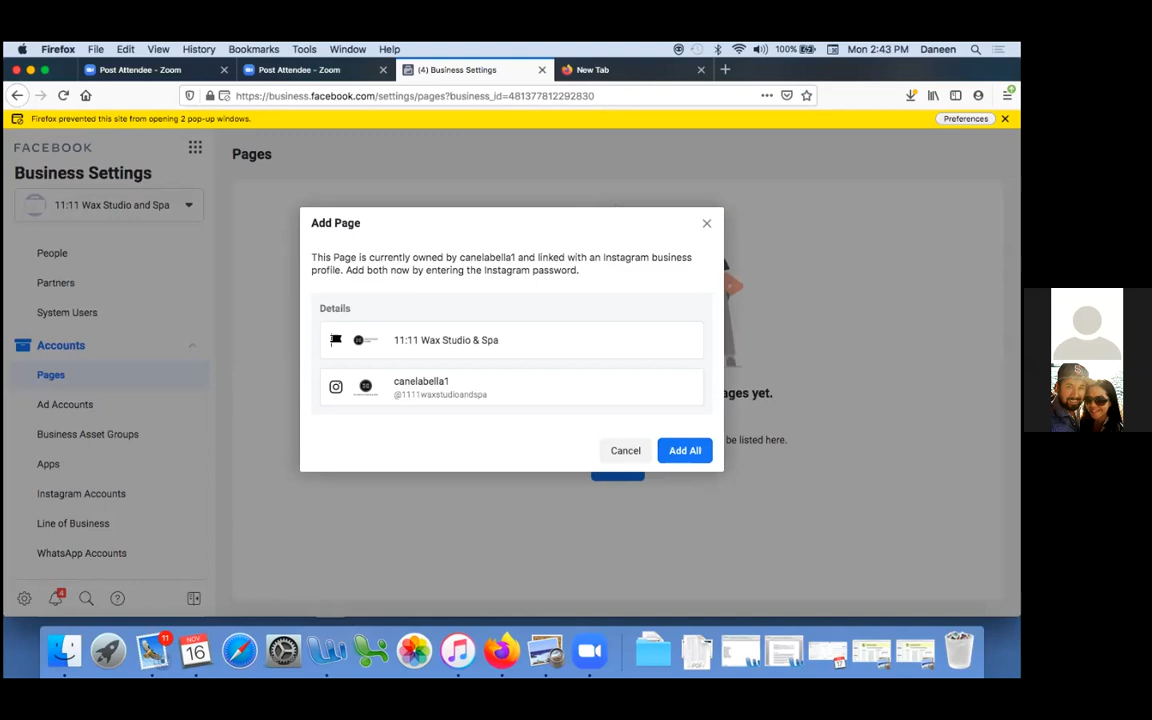 Firefox File Edit View History Bookmarks Tools Window Help 100% Mon 2:43 PM Daneen
Post Attendee - Zoom Post Attendee - Zoom (4) Business Settings New Tab
https://business.facebook.com/settings/pages?business_id=481377812292830
Firefox prevented this site from opening 2 pop-up windows. Preferences
FACEBOOK
Business Settings
11:11 Wax Studio and Spa
People
Partners
System Users
Accounts
Pages
Ad Accounts
Business Asset Groups
Apps
Instagram Accounts
Line of Business
WhatsApp Accounts
4
Pages
Add Page
This Page is currently owned by canelabella1 and linked with an Instagram business
profile. Add both now by entering the Instagram password.
Details
11:11 Wax Studio & Spa
canelabella1
@1111waxstudioandspa
Cancel Add All
ages yet.
be listed here.
11
NOV
16